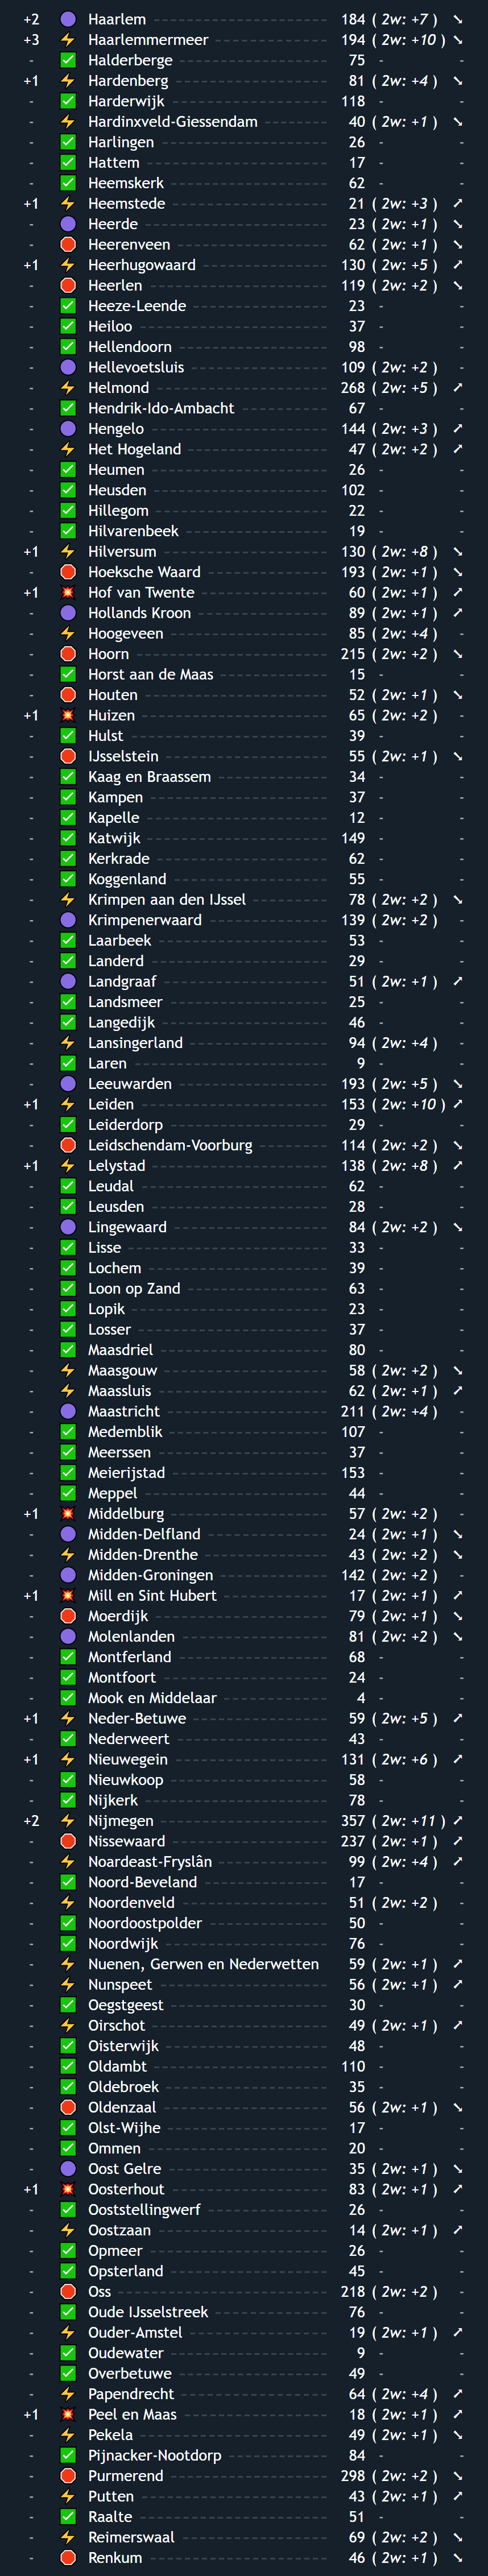 +2 Haarlem 184 ( 2w: +7 ) ➘
+3 Haarlemmermeer 194 ( 2w: +10 ) ➘
- Halderberge 75 - -
+1 Hardenberg 81 ( 2w: +4 ) ➘
- Harderwijk 118 - -
- Hardinxveld-Giessendam 40 ( 2w: +1 ) ➘
- Harlingen 26 - -
- Hattem 17 - -
- Heemskerk 62 - -
+1 Heemstede 21 ( 2w: +3 ) ➚
- Heerde 23 ( 2w: +1 ) ➘
- Heerenveen 62 ( 2w: +1 ) ➘
+1 Heerhugowaard 130 ( 2w: +5 ) ➚
- Heerlen 119 ( 2w: +2 ) ➘
- Heeze-Leende 23 - -
- Heiloo 37 - -
- Hellendoorn 98 - -
- Hellevoetsluis 109 ( 2w: +2 ) -
- Helmond 268 ( 2w: +5 ) ➚
- Hendrik-Ido-Ambacht 67 - -
- Hengelo 144 ( 2w: +3 ) ➚
- Het Hogeland 47 ( 2w: +2 ) ➚
- Heumen 26 - -
- Heusden 102 - -
- Hillegom 22 - -
- Hilvarenbeek 19 - -
+1 Hilversum 130 ( 2w: +8 ) ➘
- Hoeksche Waard 193 ( 2w: +1 ) ➘
+1 Hof van Twente 60 ( 2w: +1 ) ➚
- Hollands Kroon 89 ( 2w: +1 ) ➚
- Hoogeveen 85 ( 2w: +4 ) -
- Hoorn 215 ( 2w: +2 ) ➘
- Horst aan de Maas 15 - -
- Houten 52 ( 2w: +1 ) ➘
+1 Huizen 65 ( 2w: +2 ) -
- Hulst 39 - -
- IJsselstein 55 ( 2w: +1 ) ➘
- Kaag en Braassem 34 - -
- Kampen 37 - -
- Kapelle 12 - -
- Katwijk 149 - -
- Kerkrade 62 - -
- Koggenland 55 - -
- Krimpen aan den IJssel 78 ( 2w: +2 ) ➘
- Krimpenerwaard 139 ( 2w: +2 ) -
- Laarbeek 53 - -
- Landerd 29 - -
- Landgraaf 51 ( 2w: +1 ) ➚
- Landsmeer 25 - -
- Langedijk 46 - -
- Lansingerland 94 ( 2w: +4 ) -
- Laren 9 - -
- Leeuwarden 193 ( 2w: +5 ) ➘
+1 Leiden 153 ( 2w: +10 ) ➚
- Leiderdorp 29 - -
- Leidschendam-Voorburg 114 ( 2w: +2 ) ➘
+1 Lelystad 138 ( 2w: +8 ) ➚
- Leudal 62 - -
- Leusden 28 - -
- Lingewaard 84 ( 2w: +2 ) ➘
- Lisse 33 - -
- Lochem 39 - -
- Loon op Zand 63 - -
- Lopik 23 - -
- Losser 37 - -
- Maasdriel 80 - -
- Maasgouw 58 ( 2w: +2 ) ➘
- Maassluis 62 ( 2w: +1 ) ➚
- Maastricht 211 ( 2w: +4 ) -
- Medemblik 107 - -
- Meerssen 37 - -
- Meierijstad 153 - -
- Meppel 44 - -
+1 Middelburg 57 ( 2w: +2 ) -
- Midden-Delfland 24 ( 2w: +1 ) ➘
- Midden-Drenthe 43 ( 2w: +2 ) ➘
- Midden-Groningen 142 ( 2w: +2 ) -
+1 Mill en Sint Hubert 17 ( 2w: +1 ) ➚
- Moerdijk 79 ( 2w: +1 ) ➘
- Molenlanden 81 ( 2w: +2 ) ➘
- Montferland 68 - -
- Montfoort 24 - -
- Mook en Middelaar 4 - -
+1 Neder-Betuwe 59 ( 2w: +5 ) ➚
- Nederweert 43 - -
+1 Nieuwegein 131 ( 2w: +6 ) ➚
- Nieuwkoop 58 - -
- Nijkerk 78 - -
+2 Nijmegen 357 ( 2w: +11 ) ➚
- Nissewaard 237 ( 2w: +1 ) ➚
- Noardeast-Fryslân 99 ( 2w: +4 ) ➚
- Noord-Beveland 17 - -
- Noordenveld 51 ( 2w: +2 ) -
- Noordoostpolder 50 - -
- Noordwijk 76 - -
- Nuenen, Gerwen en Nederwetten 59 ( 2w: +1 ) ➚
- Nunspeet 56 ( 2w: +1 ) ➚
- Oegstgeest 30 - -
- Oirschot 49 ( 2w: +1 ) ➚
- Oisterwijk 48 - -
- Oldambt 110 - -
- Oldebroek 35 - -
- Oldenzaal 56 ( 2w: +1 ) ➘
- Olst-Wijhe 17 - -
- Ommen 20 - -
- Oost Gelre 35 ( 2w: +1 ) ➘
+1 Oosterhout 83 ( 2w: +1 ) ➚
- Ooststellingwerf 26 - -
- Oostzaan 14 ( 2w: +1 ) ➚
- Opmeer 26 - -
- Opsterland 45 - -
- Oss 218 ( 2w: +2 ) -
- Oude IJsselstreek 76 - -
- Ouder-Amstel 19 ( 2w: +1 ) ➚
- Oudewater 9 - -
- Overbetuwe 49 - -
- Papendrecht 64 ( 2w: +4 ) ➚
+1 Peel en Maas 18 ( 2w: +1 ) ➚
- Pekela 49 ( 2w: +1 ) ➘
- Pijnacker-Nootdorp 84 - -
- Purmerend 298 ( 2w: +2 ) ➘
- Putten 43 ( 2w: +1 ) ➚
- Raalte 51 - -
- Reimerswaal 69 ( 2w: +2 ) ➘
- Renkum 46 ( 2w: +1 ) ➘